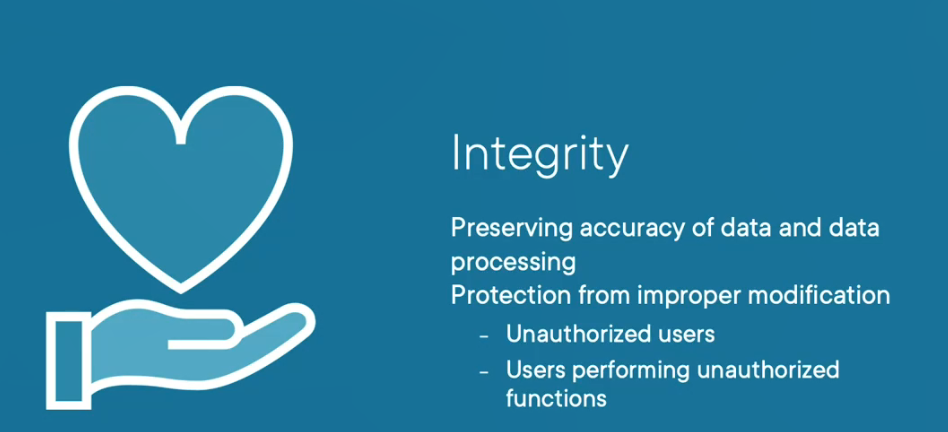 Integrity
Preserving accuracy of data and data
processing
Protection from improper modification
- Unauthorized users
- Users performing unauthorized
functions